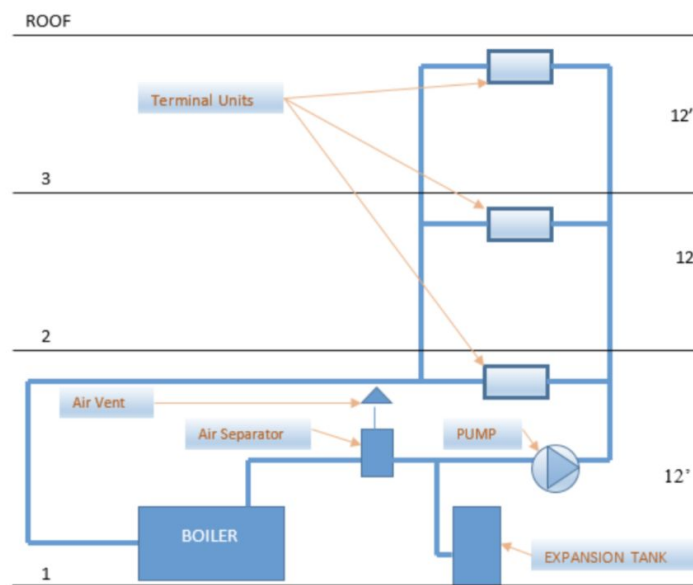 ROOF
Terminal Units
12'
3
12
2
Air Vent
Air Separator
PUMP
12'
BOILER
EXPANSION TANK
1